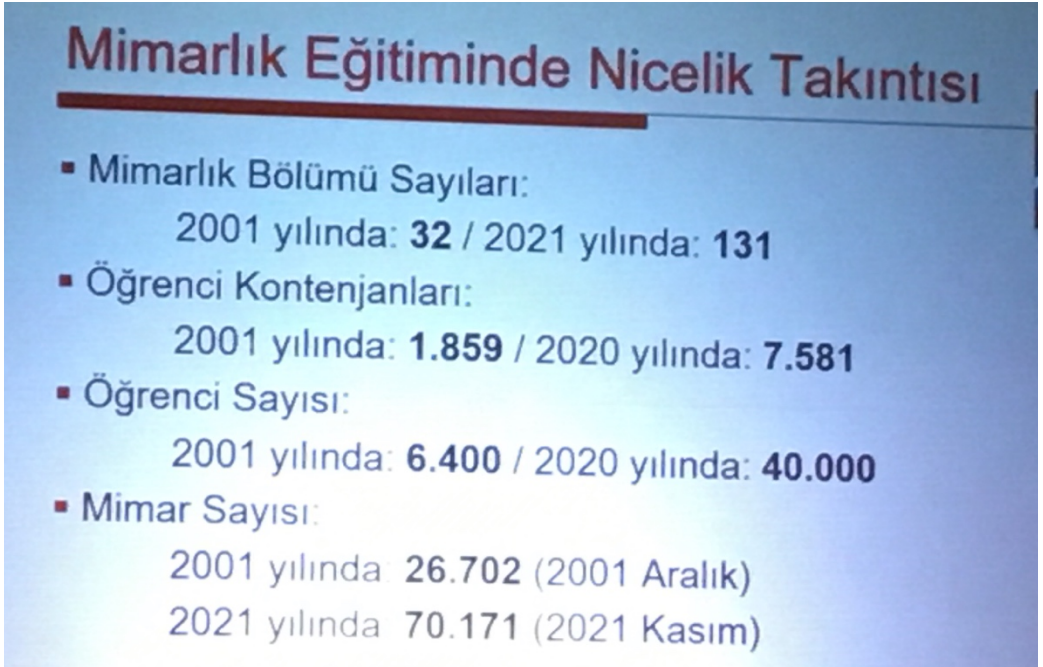 Mimarlık Eğitiminde Nicelik Takıntısı
▪ Mimarlık Bölümü Sayıları:
2001 yılında: 32 / 2021 yılında: 131
▪ Öğrenci Kontenjanları:
2001 yılında: 1.859 / 2020 yılında: 7.581
▪ Öğrenci Sayısı:
2001 yılında: 6.400 / 2020 yılında: 40.000
▪ Mimar Sayısı:
2001 yılında: 26.702 (2001 Aralık)
2021 yılında 70.171 (2021 Kasım)